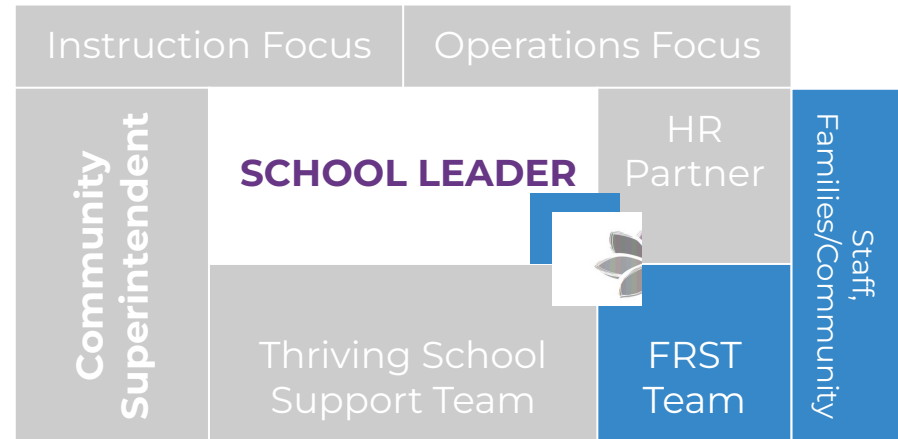 Instruction Focus
Operations Focus
Community
Superintendent
SCHOOL LEADER
HR
Partner
Staff,
Families/Community
Thriving School
Support Team
FRST
Team